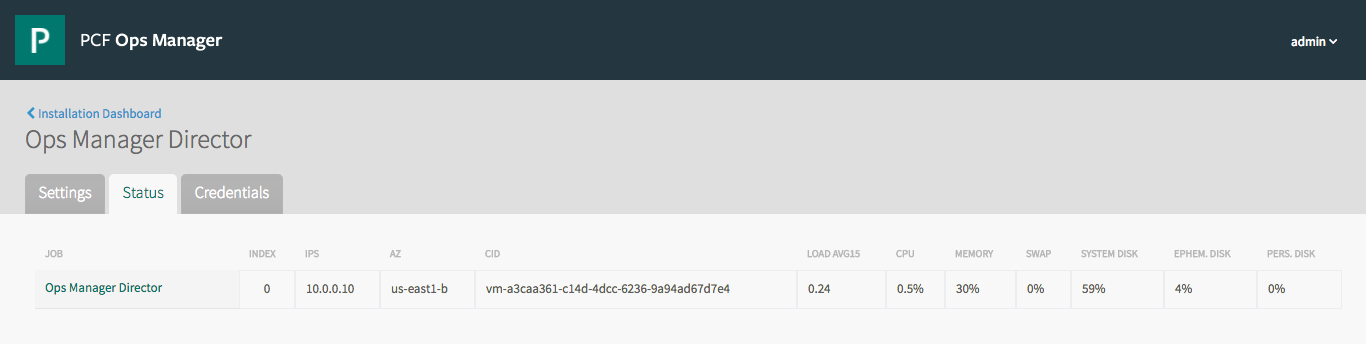 P PCF Ops Manager admin
Installation Dashboard
Ops Manager Director
Settings Status Credentials
JOB INDEX IPS AZ CID LOAD AVG15 CPU MEMORY SWAP SYSTEM DISK EPHEM. DISK PERS. DISK
Ops Manager Director 0 10.0.0.10 us-east1-b vm-a3caa361-c14d-4dcc-6236-9a94ad67d7e4 0.24 0.5% 30% 0% 59% 4% 0%